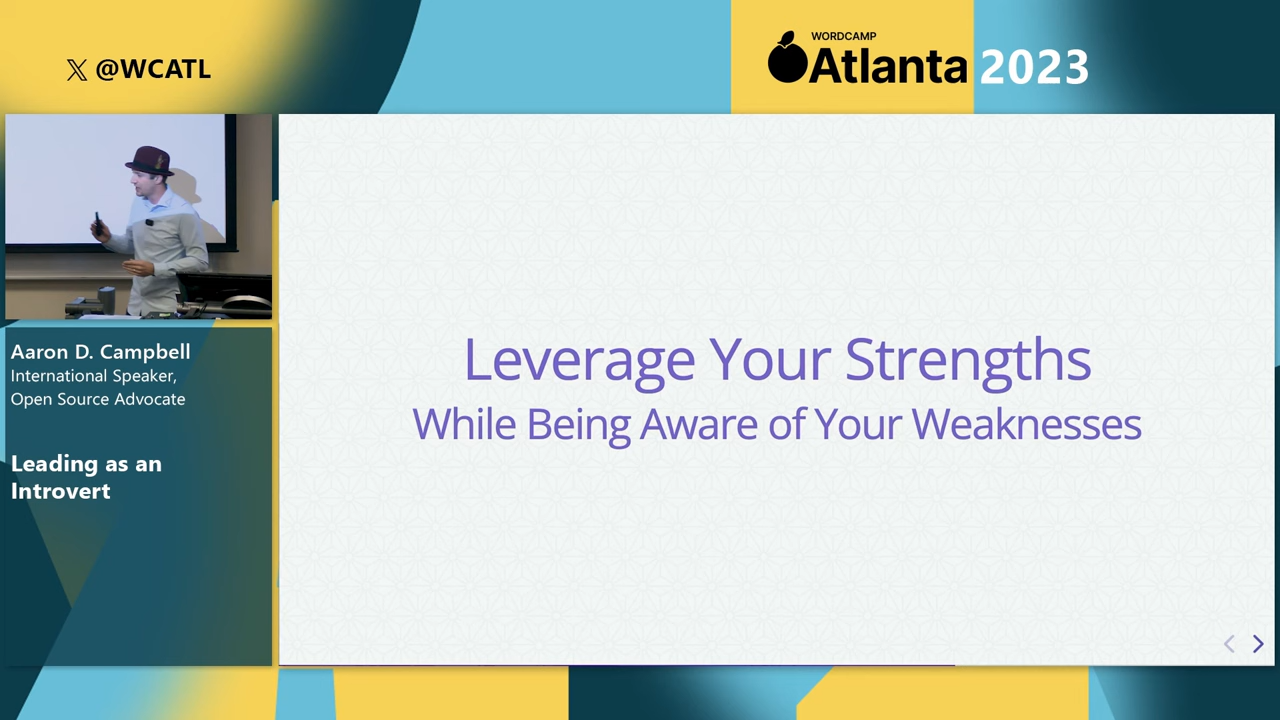 𝕏 @WCATL
WORDCAMP
Atlanta 2023
Aaron D. Campbell
International Speaker,
Open Source Advocate
Leading as an
Introvert
Leverage Your Strengths
While Being Aware of Your Weaknesses